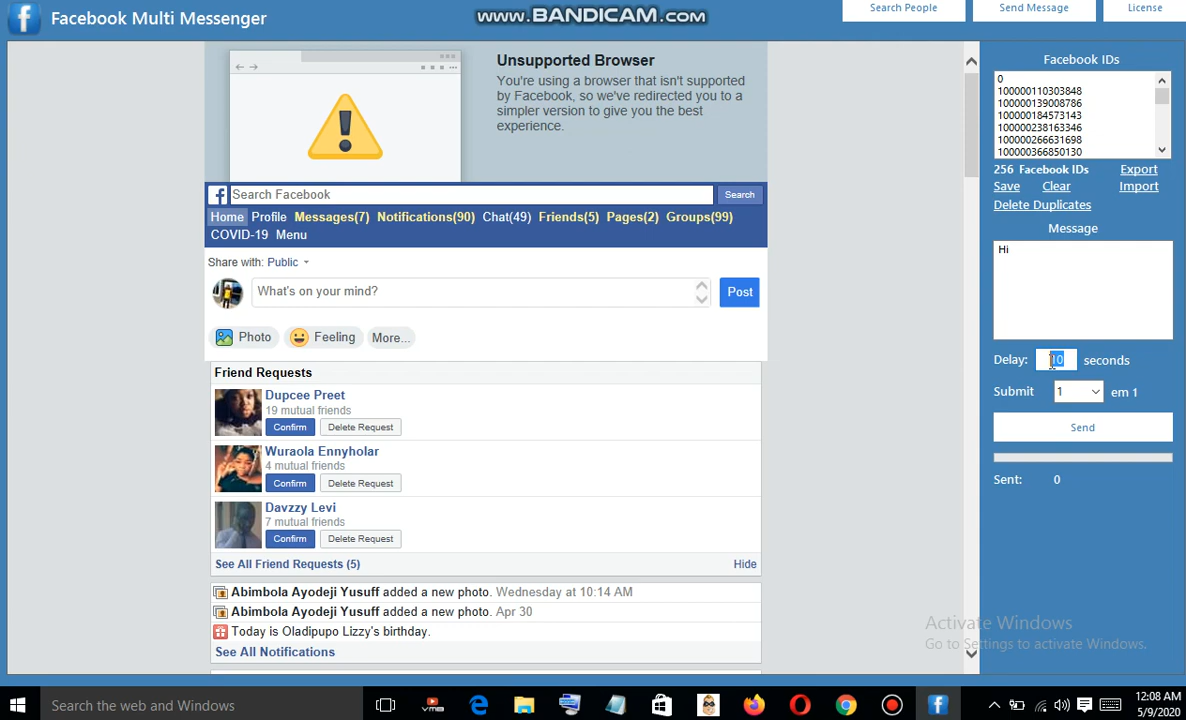 Facebook Multi Messenger
www.BANDICAM.com
Search People
Send Message
License
Unsupported Browser
You're using a browser that isn't supported
by Facebook, so we've redirected you to a
simpler version to give you the best
experience.
Search Facebook
Search
Home Profile Messages(7) Notifications(90) Chat(49) Friends(5) Pages(2) Groups(99)
COVID-19 Menu
Share with: Public
What's on your mind?
Post
Photo
Feeling
More...
Friend Requests
Dupcee Preet
19 mutual friends
Confirm
Delete Request
Wuraola Ennyholar
4 mutual friends
Confirm
Delete Request
Davzzy Levi
7 mutual friends
Confirm
Delete Request
See All Friend Requests (5)
Hide
Abimbola Ayodeji Yusuff added a new photo. Wednesday at 10:14 AM
Abimbola Ayodeji Yusuff added a new photo. Apr 30
Today is Oladipupo Lizzy's birthday.
See All Notifications
Facebook IDs
0
100000110303848
100000139008786
100000184573143
100000238163346
100000266631698
100000366850130
256 Facebook IDs
Export
Save
Clear
Import
Delete Duplicates
Message
Hi
Delay: 10 seconds
Submit 1 em 1
Send
Sent: 0
Activate Windows
Go to Settings to activate Windows.
Search the web and Windows
12:08 AM
5/9/2020